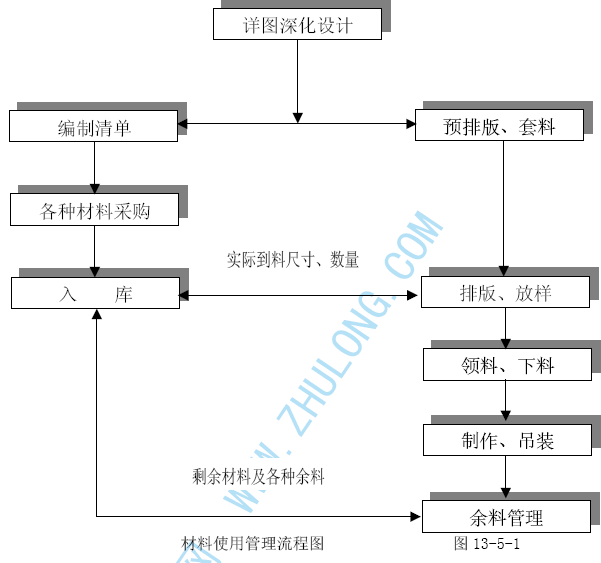 详图深化设计
编制清单
预排版、套料
各种材料采购
实际到料尺寸、数量
入 库
排版、放样
领料、下料
制作、吊装
剩余材料及各种余料
余料管理
材料使用管理流程图
图 13-5-1
网 WWW.ZHULONG.COM